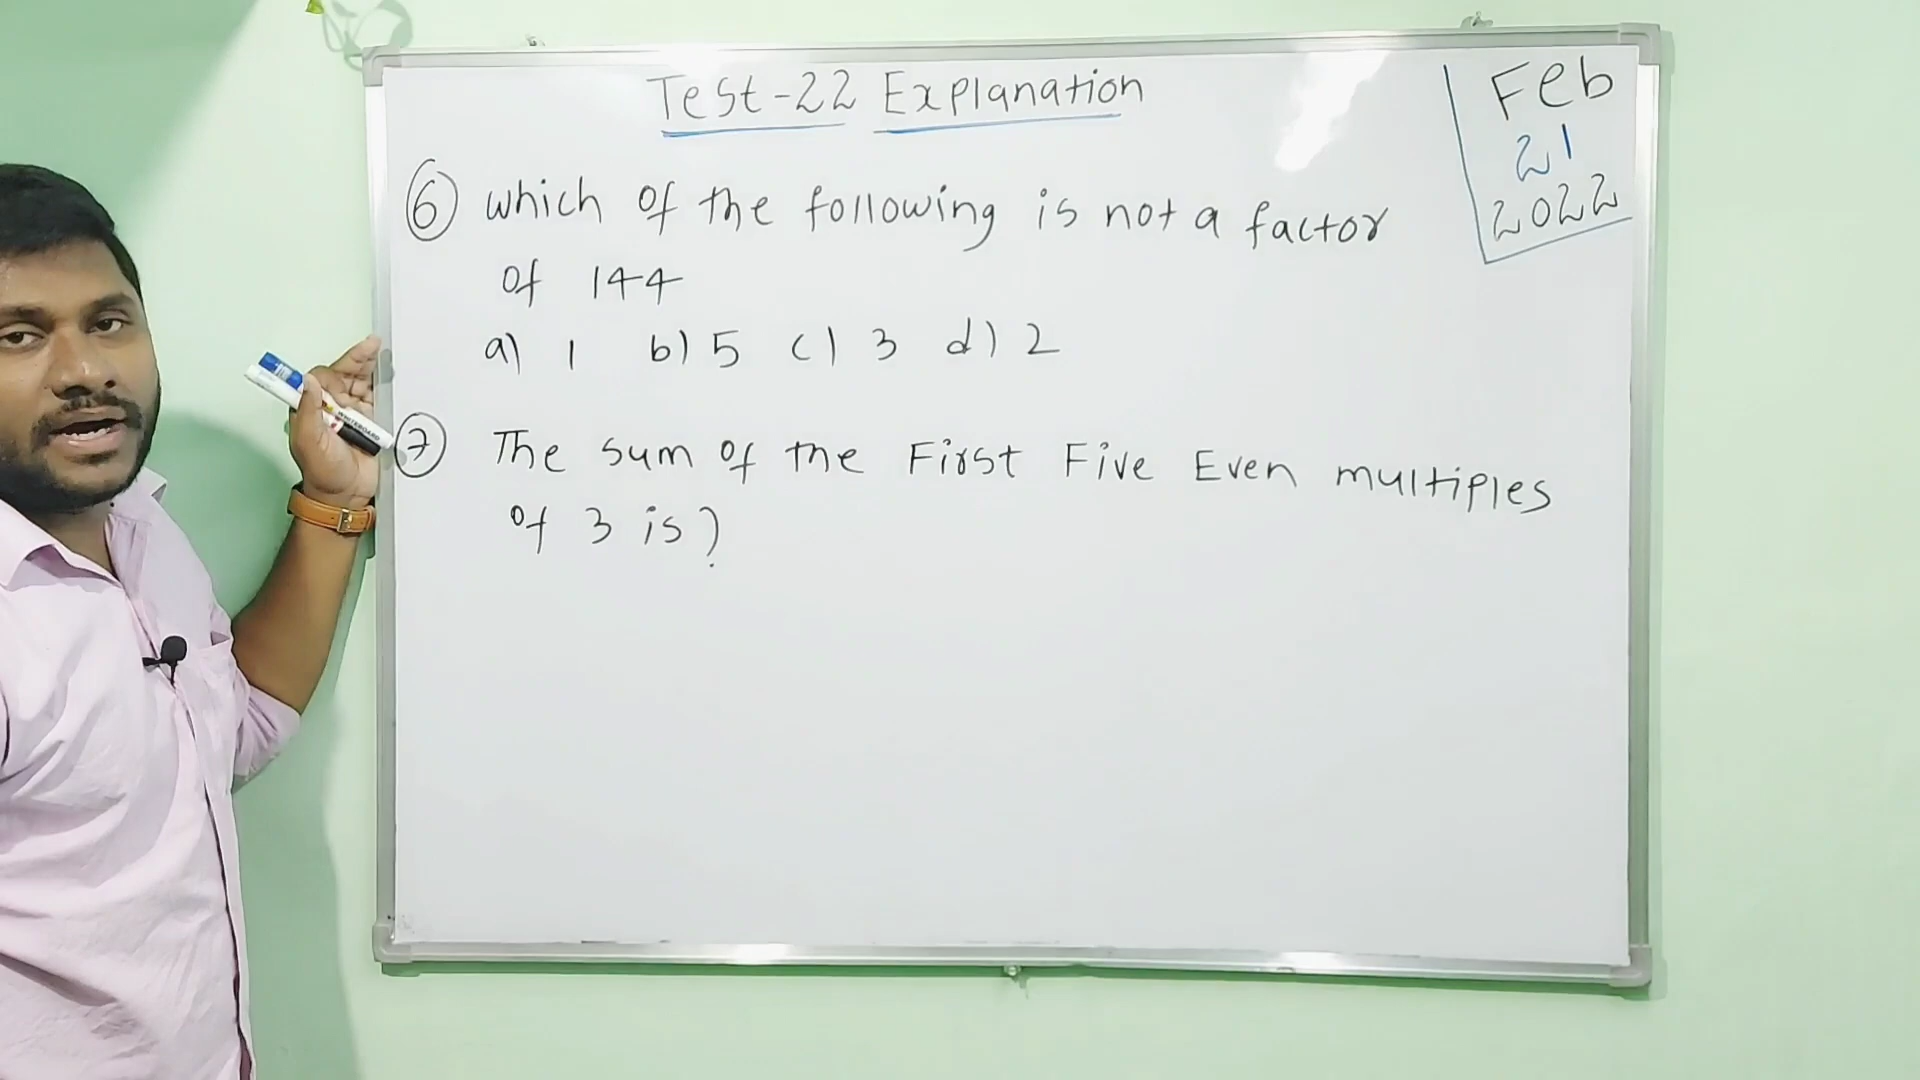 Test-22 Explanation
Feb
21
2022
6 which of the following is not a factor
of 144
a) 1 b) 5 c) 3 d) 2
7 The sum of the First Five Even multiples
of 3 is?
WHITEBOARD